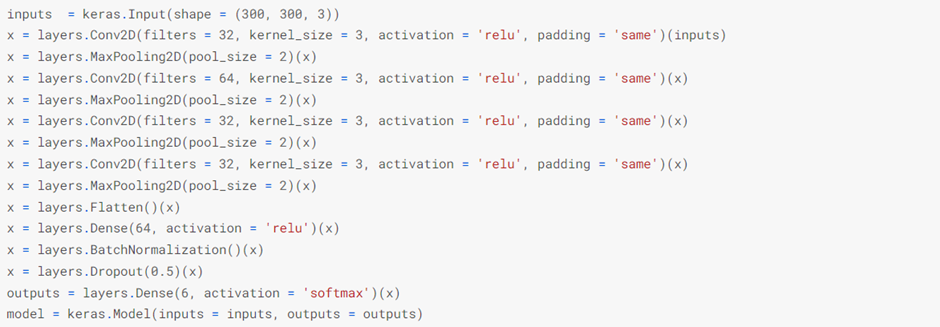 inputs  = keras.Input(shape = (300, 300, 3))
x = layers.Conv2D(filters = 32, kernel_size = 3, activation = 'relu', padding = 'same')(inputs)
x = layers.MaxPooling2D(pool_size = 2)(x)
x = layers.Conv2D(filters = 64, kernel_size = 3, activation = 'relu', padding = 'same')(x)
x = layers.MaxPooling2D(pool_size = 2)(x)
x = layers.Conv2D(filters = 32, kernel_size = 3, activation = 'relu', padding = 'same')(x)
x = layers.MaxPooling2D(pool_size = 2)(x)
x = layers.Conv2D(filters = 32, kernel_size = 3, activation = 'relu', padding = 'same')(x)
x = layers.MaxPooling2D(pool_size = 2)(x)
x = layers.Flatten()(x)
x = layers.Dense(64, activation = 'relu')(x)
x = layers.BatchNormalization()(x)
x = layers.Dropout(0.5)(x)
outputs = layers.Dense(6, activation = 'softmax')(x)
model = keras.Model(inputs = inputs, outputs = outputs)